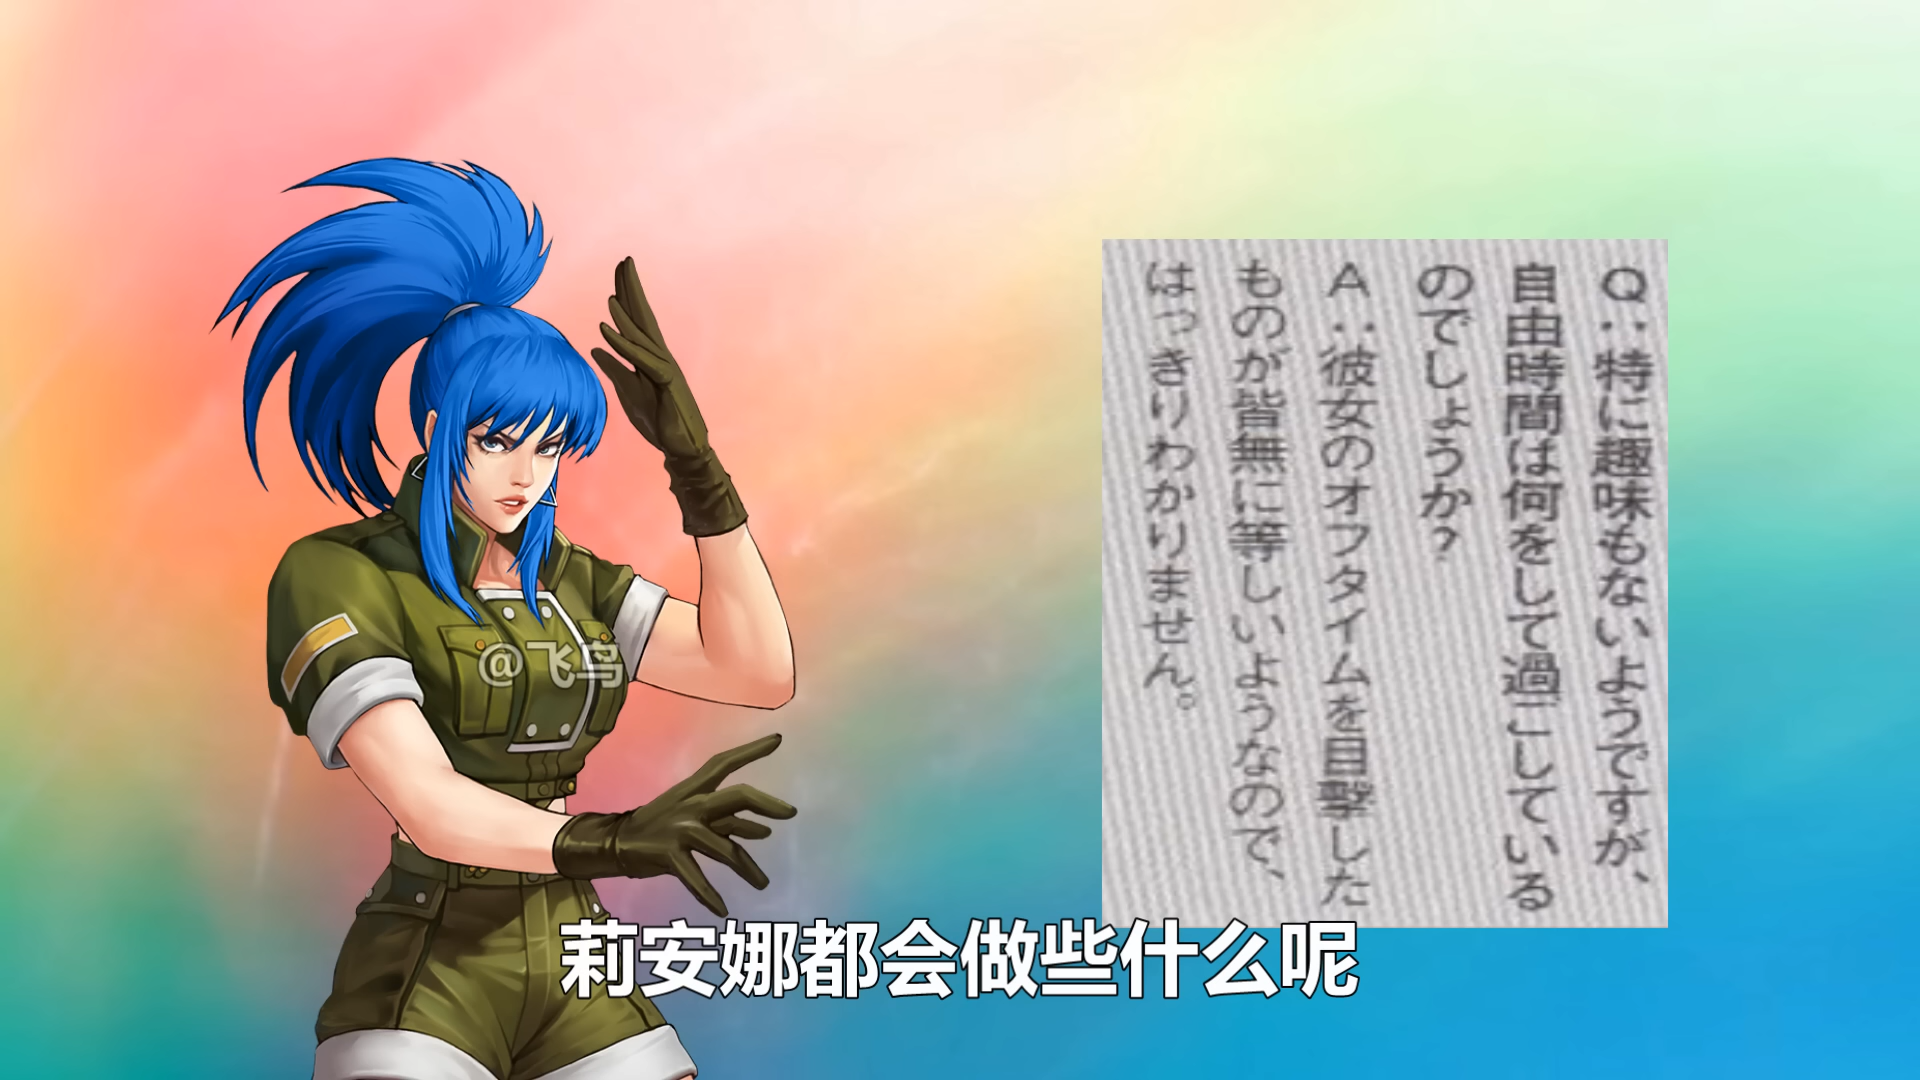 Q：特に趣味もないようですが、
自由時間は何をして過ごしている
のでしょうか？
A：彼女のオフタイムを目撃した
ものが皆無に等しいようなので、
はっきりわかりません。
@飞鸟
莉安娜都会做些什么呢